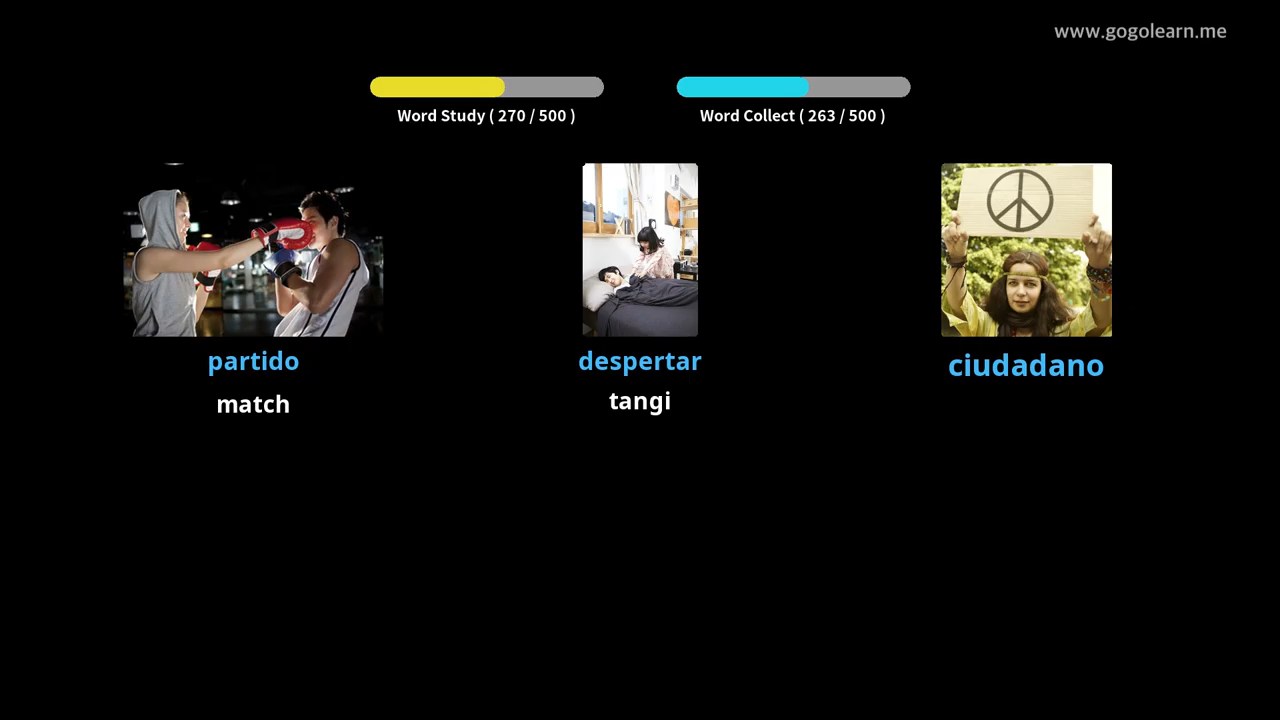 www.gogolearn.me
Word Study ( 270 / 500 )
Word Collect ( 263 / 500 )
partido
despertar
ciudadano
match
tangi